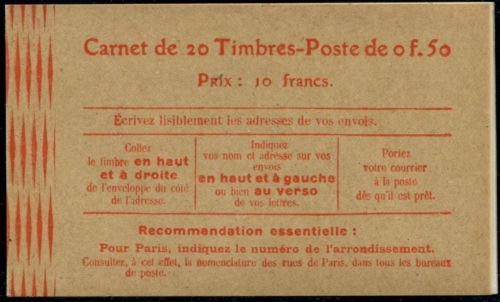 Carnet de 20 Timbres-Poste de 0 f. 50
Prix : 10 francs.
Écrivez lisiblement les adresses de vos envois.
Collez
le timbre en haut
et à droite
de l'enveloppe du côté
de l'adresse.
Indiquez
vos nom et adresse sur vos
envois
en haut et à gauche
ou bien au verso
de vos lettres.
Portez
votre courrier
à la poste
dès qu'il est prêt.
Recommandation essentielle :
Pour Paris, indiquez le numéro de l'arrondissement.
Consultez, à cet effet, la nomenclature des rues de Paris, dans tous les bureaux
de poste.